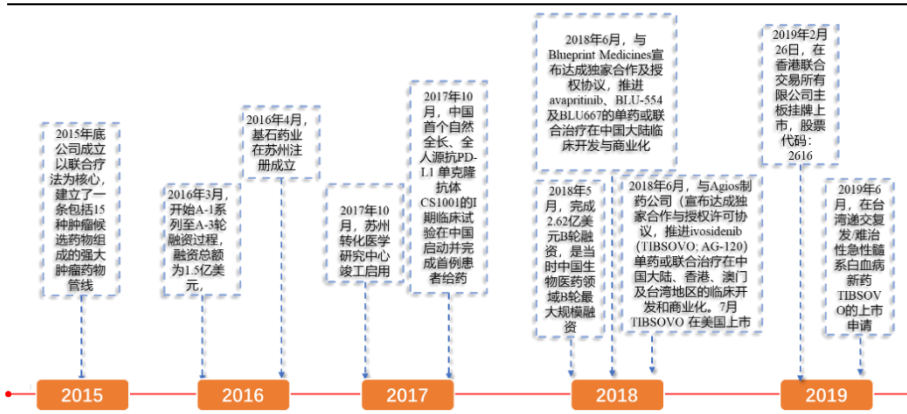 2015年底
公司成立
以联合疗
法为核心，
建立了一
条包括15
种肿瘤候
选药物组
成的强大
肿瘤药物
管线
2016年3月，
开始A-1系
列至A-3轮
融资过程，
融资总额
为1.5亿美
元，
2016年4月，
基石药业
在苏州注
册成立
2017年10
月，苏州
转化医学
研究中心
竣工启用
2017年10
月，中国
首个自然
全长、全
人源抗PD-
L1 单克隆
抗体
CS1001的I
期临床试
验在中国
启动并完
成首例患
者给药
2018年5
月，完成
2.62亿美
元B轮融
资，是当
时中国生
物医药领
域B轮最
大规模融
资
2018年6月，与
Blueprint Medicines宣
布达成独家合作及授
权协议，推进
avapritinib、BLU-554
及BLU667的单药或联
合治疗在中国大陆临
床开发与商业化
2018年6月，与Agios制
药公司（宣布达成独
家合作与授权许可协
议，推进ivosidenib
（TIBSOVO; AG-120）
单药或联合治疗在中
国大陆、香港、澳门
及台湾地区的临床开
发和商业化。7月
TIBSOVO 在美国上市
2019年2月
26日，在
香港联合
交易所有
限公司主
板挂牌上
市，股票
代码：
2616
2019年6
月，在台
湾递交复
发/难治
性急性髓
系白血病
新药
TIBSOV
O的上市
申请
2015
2016
2017
2018
2019